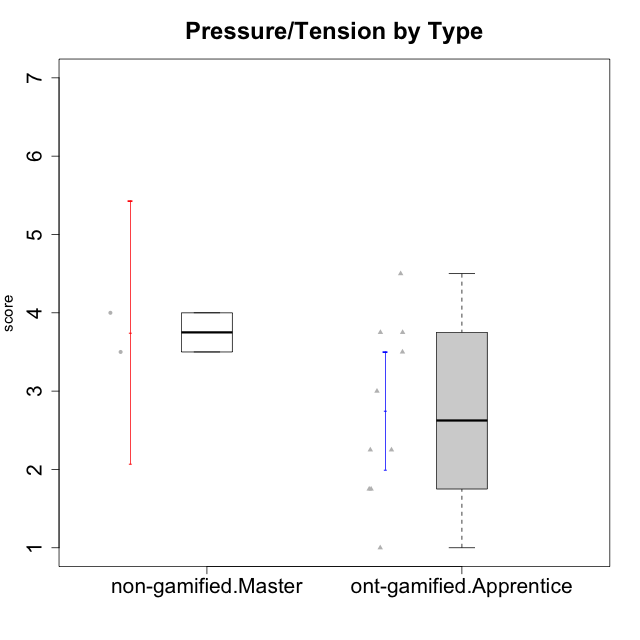 Pressure/Tension by Type
7
6
5
4
3
2
1
score
non-gamified.Master
ont-gamified.Apprentice